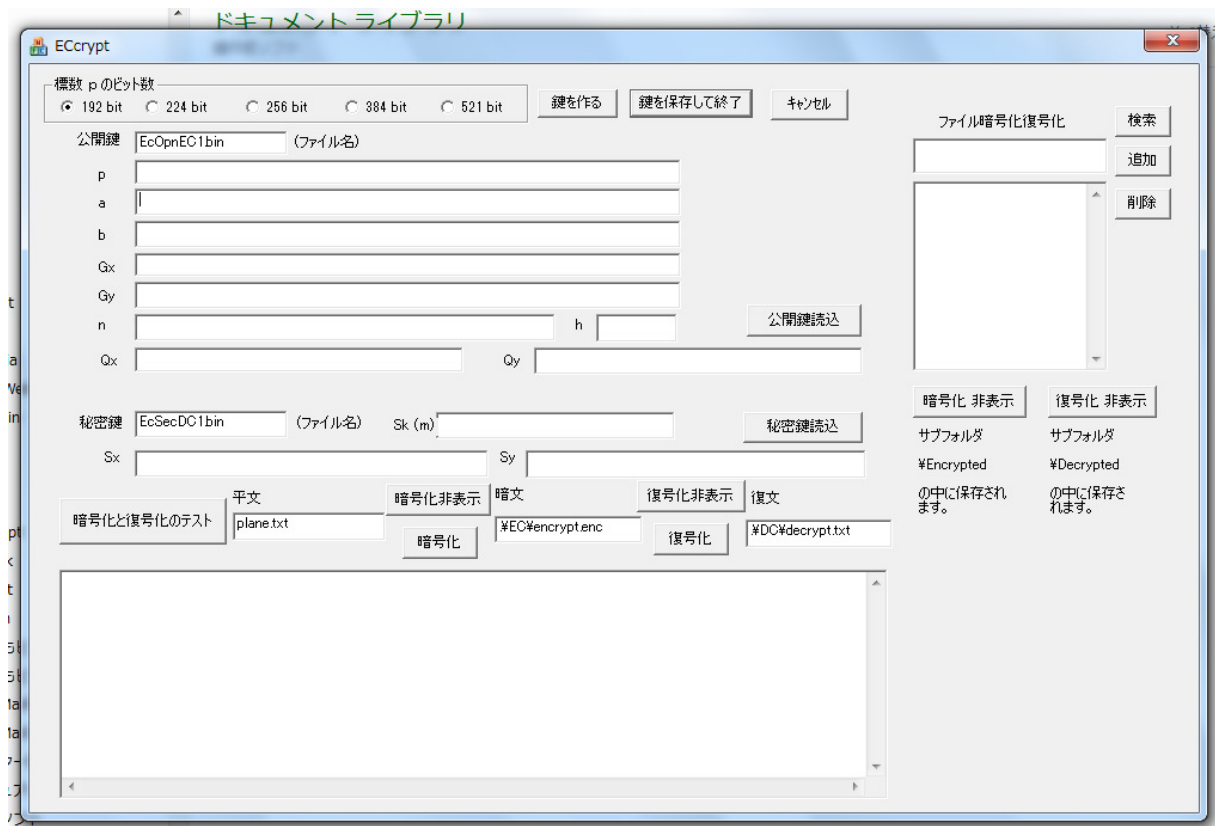 ドキュメント ライブラリ
ECcrypt
標数 p のビット数
192 bit 224 bit 256 bit 384 bit 521 bit
鍵を作る 鍵を保存して終了 キャンセル
公開鍵 EcOpnEC1.bin (ファイル名)
p
a
b
Gx
Gy
n h 公開鍵読込
Qx Qy
秘密鍵 EcSecDC1.bin (ファイル名) Sk (m) 秘密鍵読込
Sx Sy
暗号化と復号化のテスト
平文 暗号化非表示 暗文 復号化非表示 復文
plane.txt 暗号化 ¥EC¥encrypt.enc 復号化 ¥DC¥decrypt.txt
ファイル暗号化復号化 検索
追加
削除
暗号化 非表示 復号化 非表示
サブフォルダ サブフォルダ
¥Encrypted ¥Decrypted
の中に保存され の中に保存さ
ます。 れます。